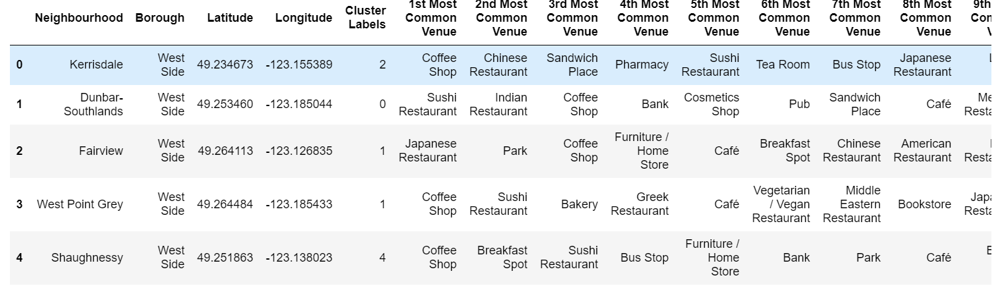 Neighbourhood Borough Latitude Longitude Cluster Labels 1st Most Common Venue 2nd Most Common Venue 3rd Most Common Venue 4th Most Common Venue 5th Most Common Venue 6th Most Common Venue 7th Most Common Venue 8th Most Common Venue 9th
0 Kerrisdale West Side 49.234673 -123.155389 2 Coffee Shop Chinese Restaurant Sandwich Place Pharmacy Sushi Restaurant Tea Room Bus Stop Japanese Restaurant
1 Dunbar-Southlands West Side 49.253460 -123.185044 0 Sushi Restaurant Indian Restaurant Coffee Shop Bank Cosmetics Shop Pub Sandwich Place Café
2 Fairview West Side 49.264113 -123.126835 1 Japanese Restaurant Park Coffee Shop Furniture / Home Store Café Breakfast Spot Chinese Restaurant American Restaurant
3 West Point Grey West Side 49.264484 -123.185433 1 Coffee Shop Sushi Restaurant Bakery Greek Restaurant Café Vegetarian / Vegan Restaurant Middle Eastern Restaurant Bookstore
4 Shaughnessy West Side 49.251863 -123.138023 4 Coffee Shop Breakfast Spot Sushi Restaurant Bus Stop Furniture / Home Store Bank Park Café